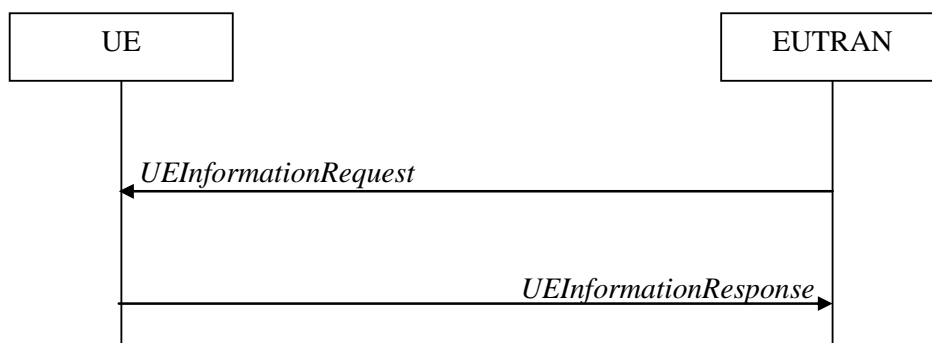 UE
EUTRAN
UEInformationRequest
UEInformationResponse